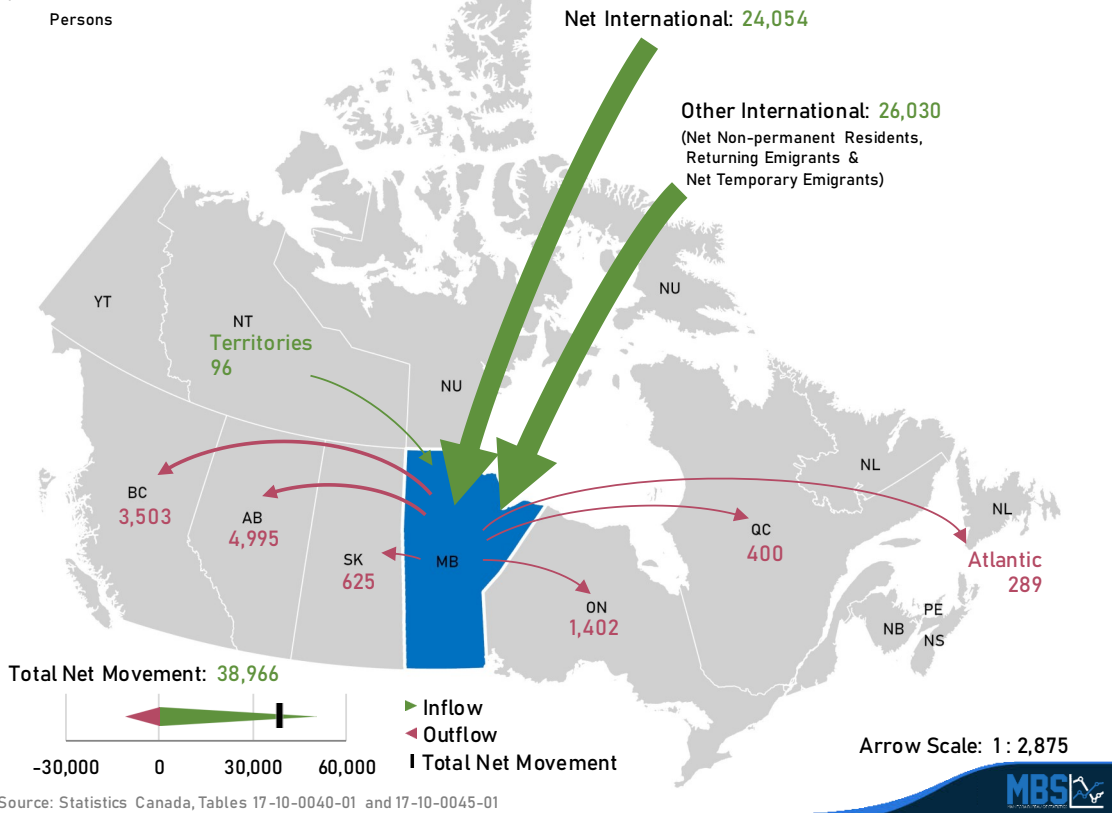 Persons
Net International: 24,054
Other International: 26,030
(Net Non-permanent Residents,
Returning Emigrants &
Net Temporary Emigrants)
YT
NT
Territories
96
NU
NU
BC
3,503
AB
4,995
SK
625
MB
ON
1,402
QC
400
NL
NL
Atlantic
289
PE
NB
NS
Total Net Movement: 38,966
-30,000 0 30,000 60,000
Inflow
Outflow
Total Net Movement
Arrow Scale: 1 : 2,875
MBS
Source: Statistics Canada, Tables 17-10-0040-01 and 17-10-0045-01